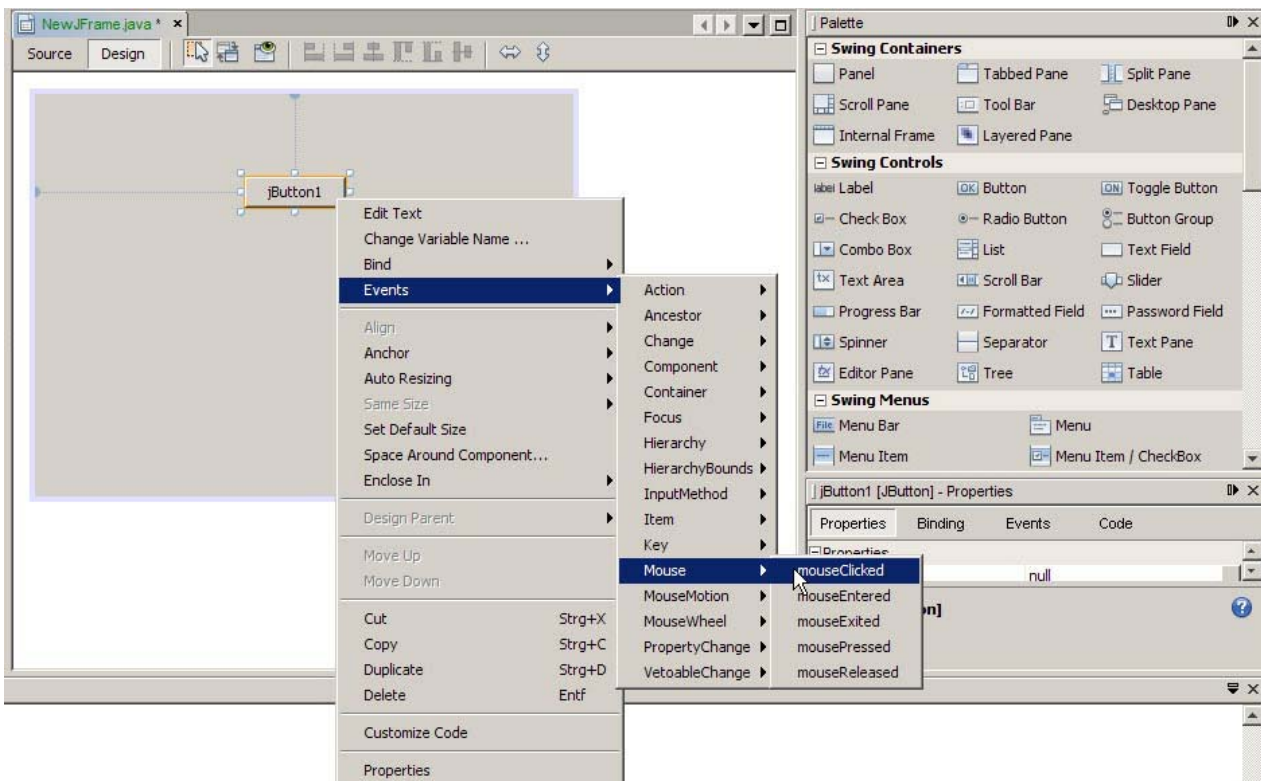 NewJFrame.java *
Source Design
jButton1
Edit Text
Change Variable Name ...
Bind
Events
Align
Anchor
Auto Resizing
Same Size
Set Default Size
Space Around Component...
Enclose In
Design Parent
Move Up
Move Down
Cut Strg+X
Copy Strg+C
Duplicate Strg+D
Delete Entf
Customize Code
Properties
Action
Ancestor
Change
Component
Container
Focus
Hierarchy
HierarchyBounds
InputMethod
Item
Key
Mouse
MouseMotion
MouseWheel
PropertyChange
VetoableChange
mouseClicked
mouseEntered
mouseExited
mousePressed
mouseReleased
Palette
Swing Containers
Panel Tabbed Pane Split Pane
Scroll Pane Tool Bar Desktop Pane
Internal Frame Layered Pane
Swing Controls
label Label OK Button ON Toggle Button
Check Box Radio Button Button Group
Combo Box List Text Field
tx Text Area Scroll Bar Slider
Progress Bar Formatted Field Password Field
Spinner Separator T Text Pane
Editor Pane Tree Table
Swing Menus
File Menu Bar Menu
Menu Item Menu Item / CheckBox
jButton1 [JButton] - Properties
Properties Binding Events Code
Properties
null
on]